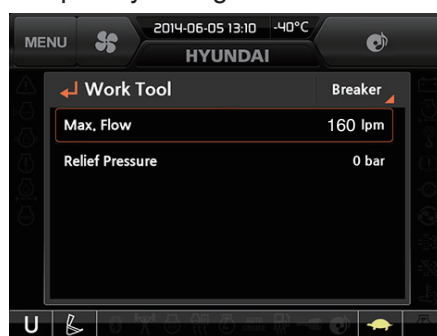 MENU
2014-06-05 13:10 -40°C
HYUNDAI
Work Tool
Breaker
Max. Flow
160 lpm
Relief Pressure
0 bar
U